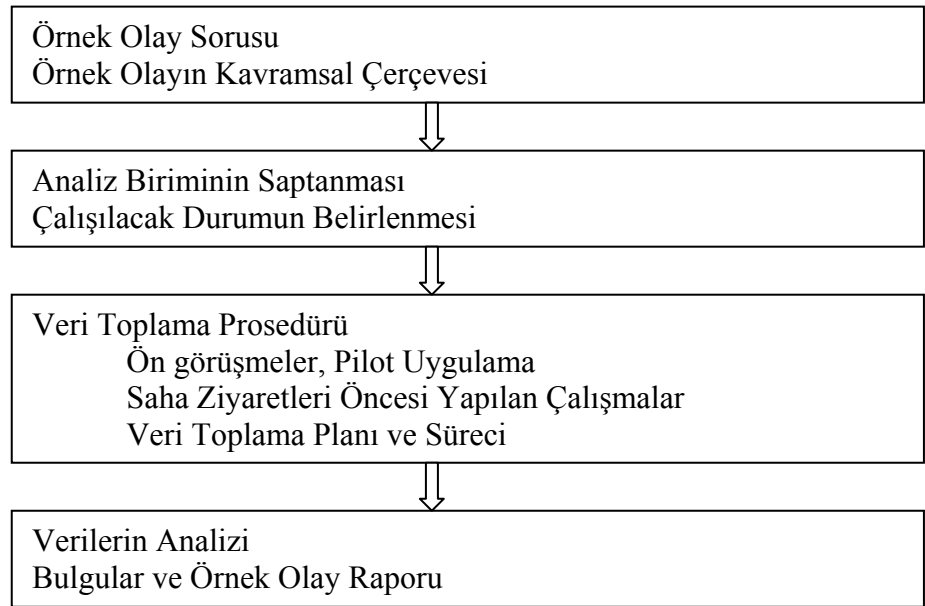 Örnek Olay Sorusu
Örnek Olayın Kavramsal Çerçevesi
Analiz Biriminin Saptanması
Çalışılacak Durumun Belirlenmesi
Veri Toplama Prosedürü
Ön görüşmeler, Pilot Uygulama
Saha Ziyaretleri Öncesi Yapılan Çalışmalar
Veri Toplama Planı ve Süreci
Verilerin Analizi
Bulgular ve Örnek Olay Raporu